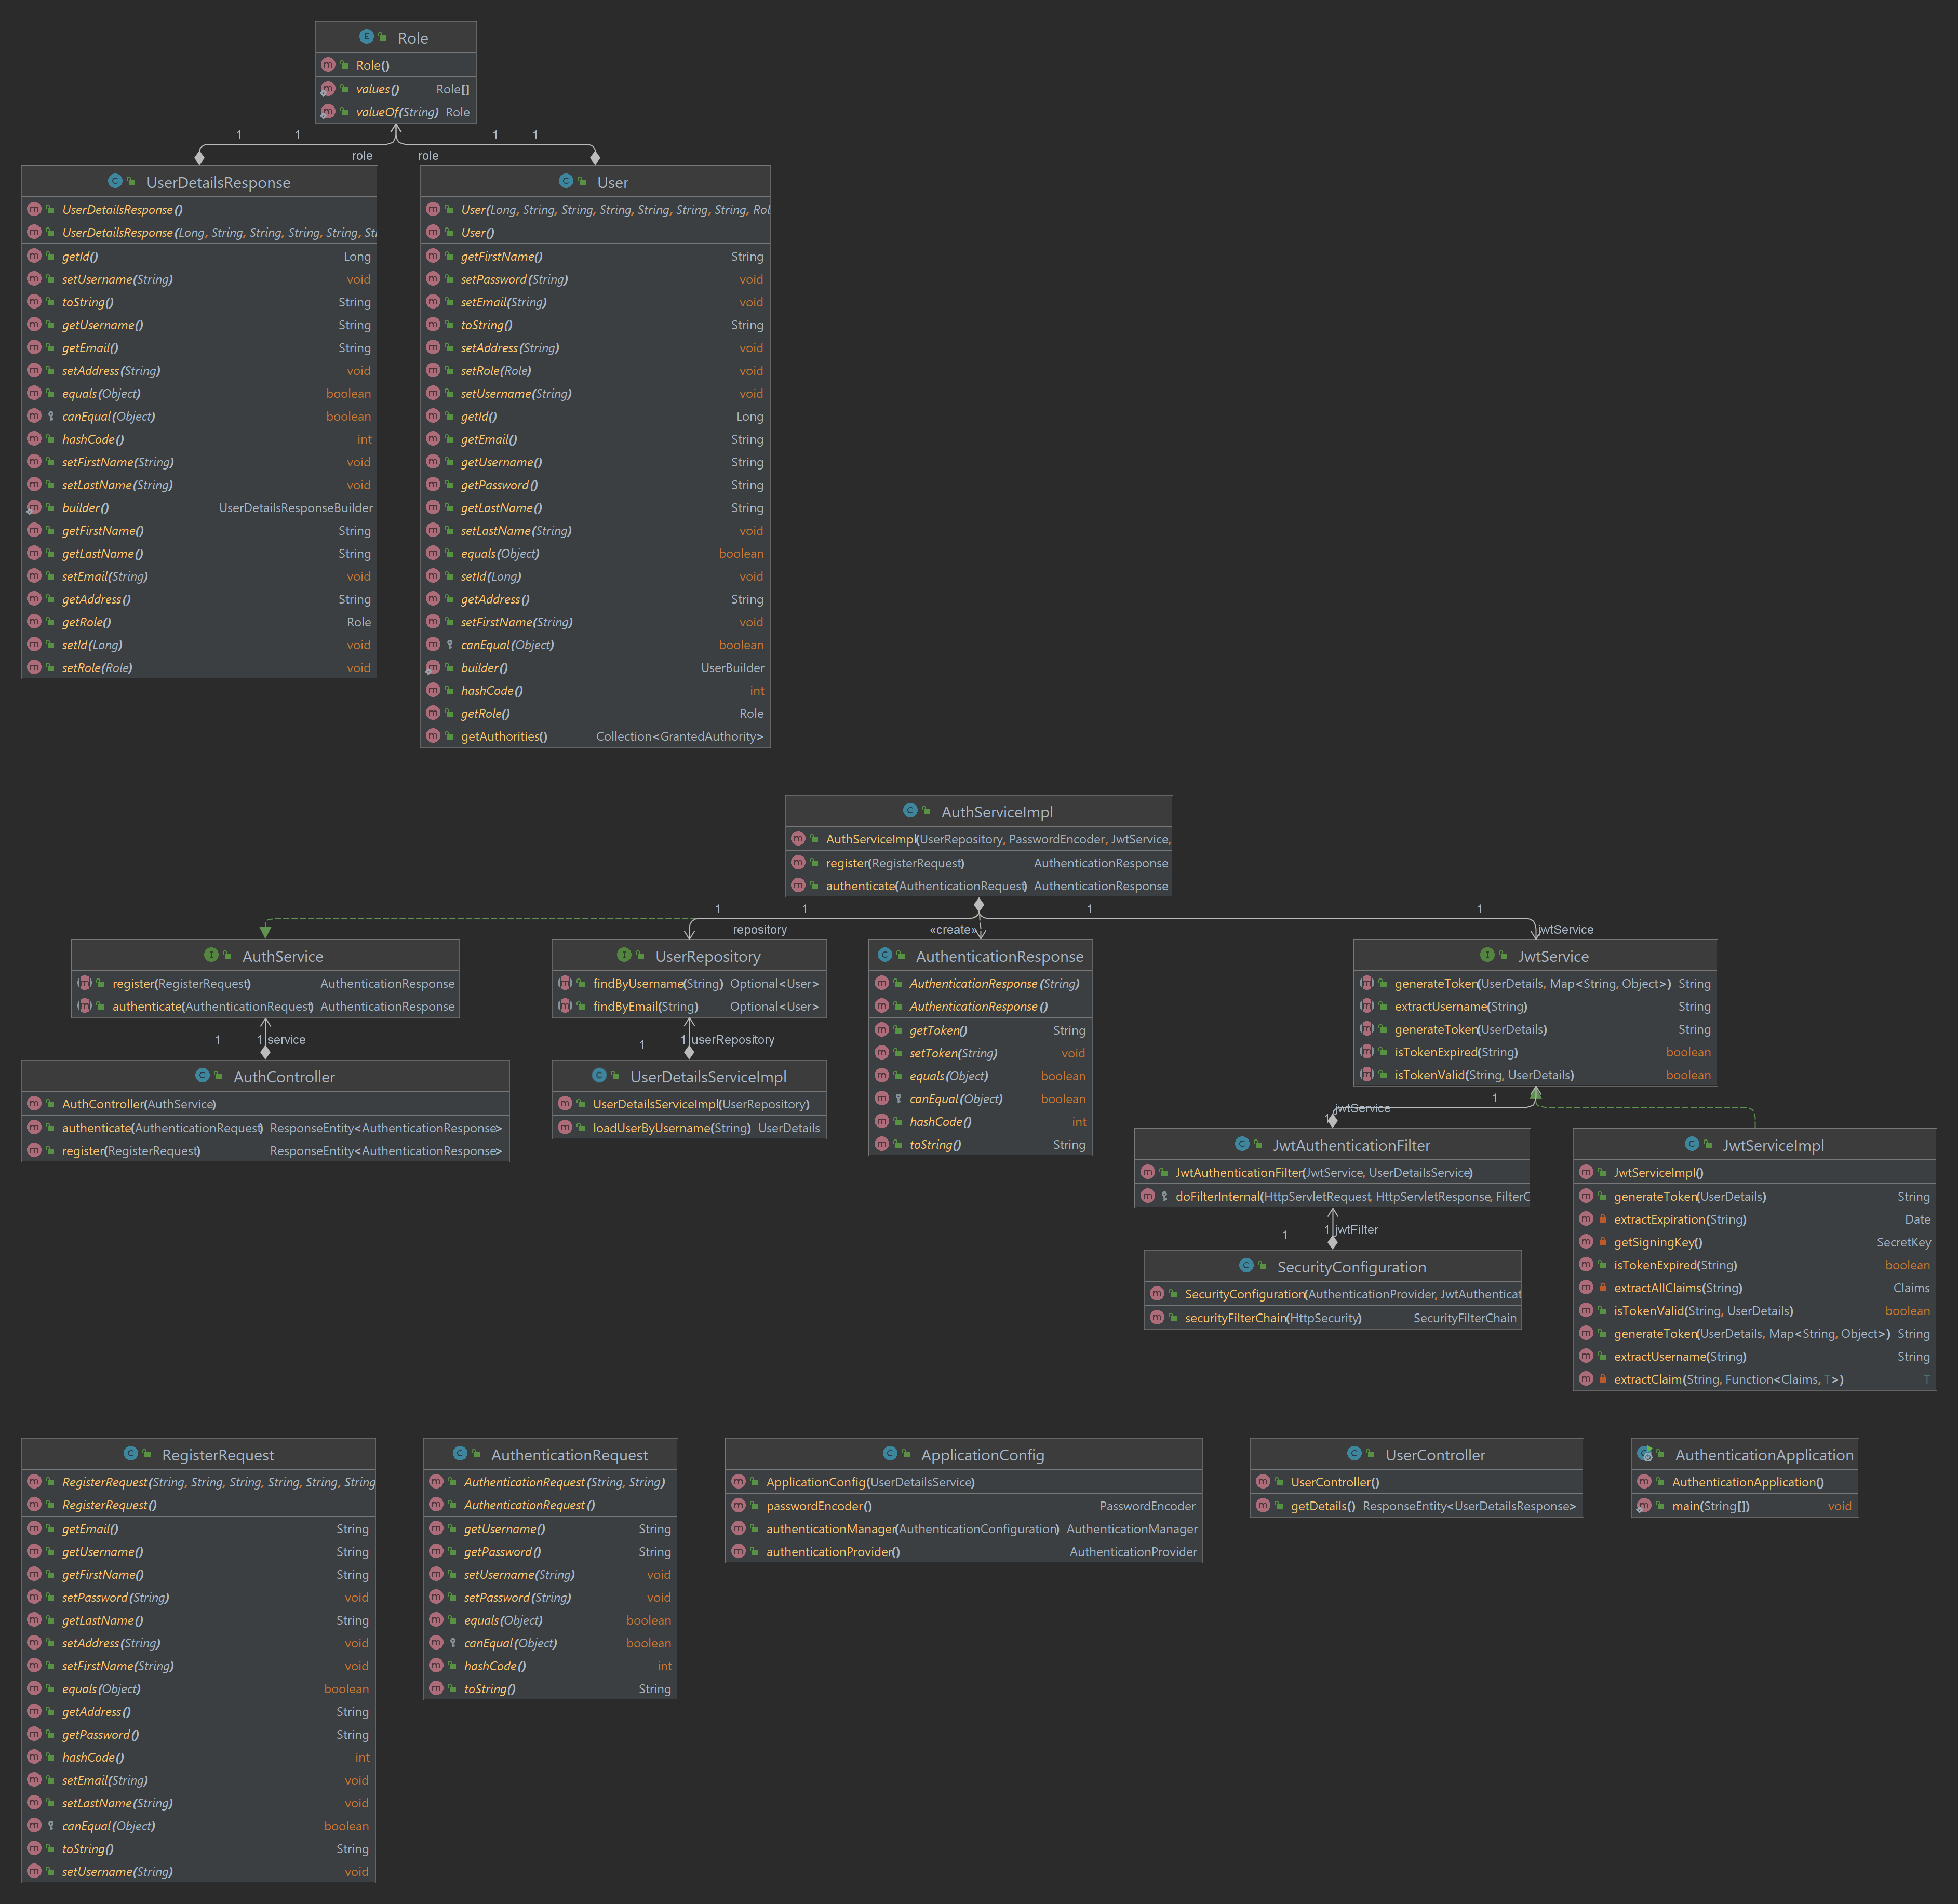 Role
Role()
values() Role[]
valueOf(String) Role
1 1 1 1
role role
UserDetailsResponse
UserDetailsResponse()
UserDetailsResponse(Long, String, String, String, String, Stri
getId() Long
setUsername(String) void
toString() String
getUsername() String
getEmail() String
setAddress(String) void
equals(Object) boolean
canEqual(Object) boolean
hashCode() int
setFirstName(String) void
setLastName(String) void
builder() UserDetailsResponseBuilder
getFirstName() String
getLastName() String
setEmail(String) void
getAddress() String
getRole() Role
setId(Long) void
setRole(Role) void
User
User(Long, String, String, String, String, String, String, Rol
User()
getFirstName() String
setPassword(String) void
setEmail(String) void
toString() String
setAddress(String) void
setRole(Role) void
setUsername(String) void
getId() Long
getEmail() String
getUsername() String
getPassword() String
getLastName() String
setLastName(String) void
equals(Object) boolean
setId(Long) void
getAddress() String
setFirstName(String) void
canEqual(Object) boolean
builder() UserBuilder
hashCode() int
getRole() Role
getAuthorities() Collection<GrantedAuthority>
AuthServiceImpl
AuthServiceImpl(UserRepository, PasswordEncoder, JwtService,
register(RegisterRequest) AuthenticationResponse
authenticate(AuthenticationRequest) AuthenticationResponse
1 1 1 1
repository «create» jwtService
AuthService
register(RegisterRequest) AuthenticationResponse
authenticate(AuthenticationRequest) AuthenticationResponse
1 1 service
AuthController
AuthController(AuthService)
authenticate(AuthenticationRequest) ResponseEntity<AuthenticationResponse>
register(RegisterRequest) ResponseEntity<AuthenticationResponse>
UserRepository
findByUsername(String) Optional<User>
findByEmail(String) Optional<User>
1 1 userRepository
UserDetailsServiceImpl
UserDetailsServiceImpl(UserRepository)
loadUserByUsername(String) UserDetails
AuthenticationResponse
AuthenticationResponse(String)
AuthenticationResponse()
getToken() String
setToken(String) void
equals(Object) boolean
canEqual(Object) boolean
hashCode() int
toString() String
JwtService
generateToken(UserDetails, Map<String, Object>) String
extractUsername(String) String
generateToken(UserDetails) String
isTokenExpired(String) boolean
isTokenValid(String, UserDetails) boolean
1 jwtService 1
JwtAuthenticationFilter
JwtAuthenticationFilter(JwtService, UserDetailsService)
doFilterInternal(HttpServletRequest, HttpServletResponse, FilterC
1 1 jwtFilter
SecurityConfiguration
SecurityConfiguration(AuthenticationProvider, JwtAuthenticat
securityFilterChain(HttpSecurity) SecurityFilterChain
JwtServiceImpl
JwtServiceImpl()
generateToken(UserDetails) String
extractExpiration(String) Date
getSigningKey() SecretKey
isTokenExpired(String) boolean
extractAllClaims(String) Claims
isTokenValid(String, UserDetails) boolean
generateToken(UserDetails, Map<String, Object>) String
extractUsername(String) String
extractClaim(String, Function<Claims, T>) T
RegisterRequest
RegisterRequest(String, String, String, String, String, String
RegisterRequest()
getEmail() String
getUsername() String
getFirstName() String
setPassword(String) void
getLastName() String
setAddress(String) void
setFirstName(String) void
equals(Object) boolean
getAddress() String
getPassword() String
hashCode() int
setEmail(String) void
setLastName(String) void
canEqual(Object) boolean
toString() String
setUsername(String) void
AuthenticationRequest
AuthenticationRequest(String, String)
AuthenticationRequest()
getUsername() String
getPassword() String
setUsername(String) void
setPassword(String) void
equals(Object) boolean
canEqual(Object) boolean
hashCode() int
toString() String
ApplicationConfig
ApplicationConfig(UserDetailsService)
passwordEncoder() PasswordEncoder
authenticationManager(AuthenticationConfiguration) AuthenticationManager
authenticationProvider() AuthenticationProvider
UserController
UserController()
getDetails() ResponseEntity<UserDetailsResponse>
AuthenticationApplication
AuthenticationApplication()
main(String[]) void